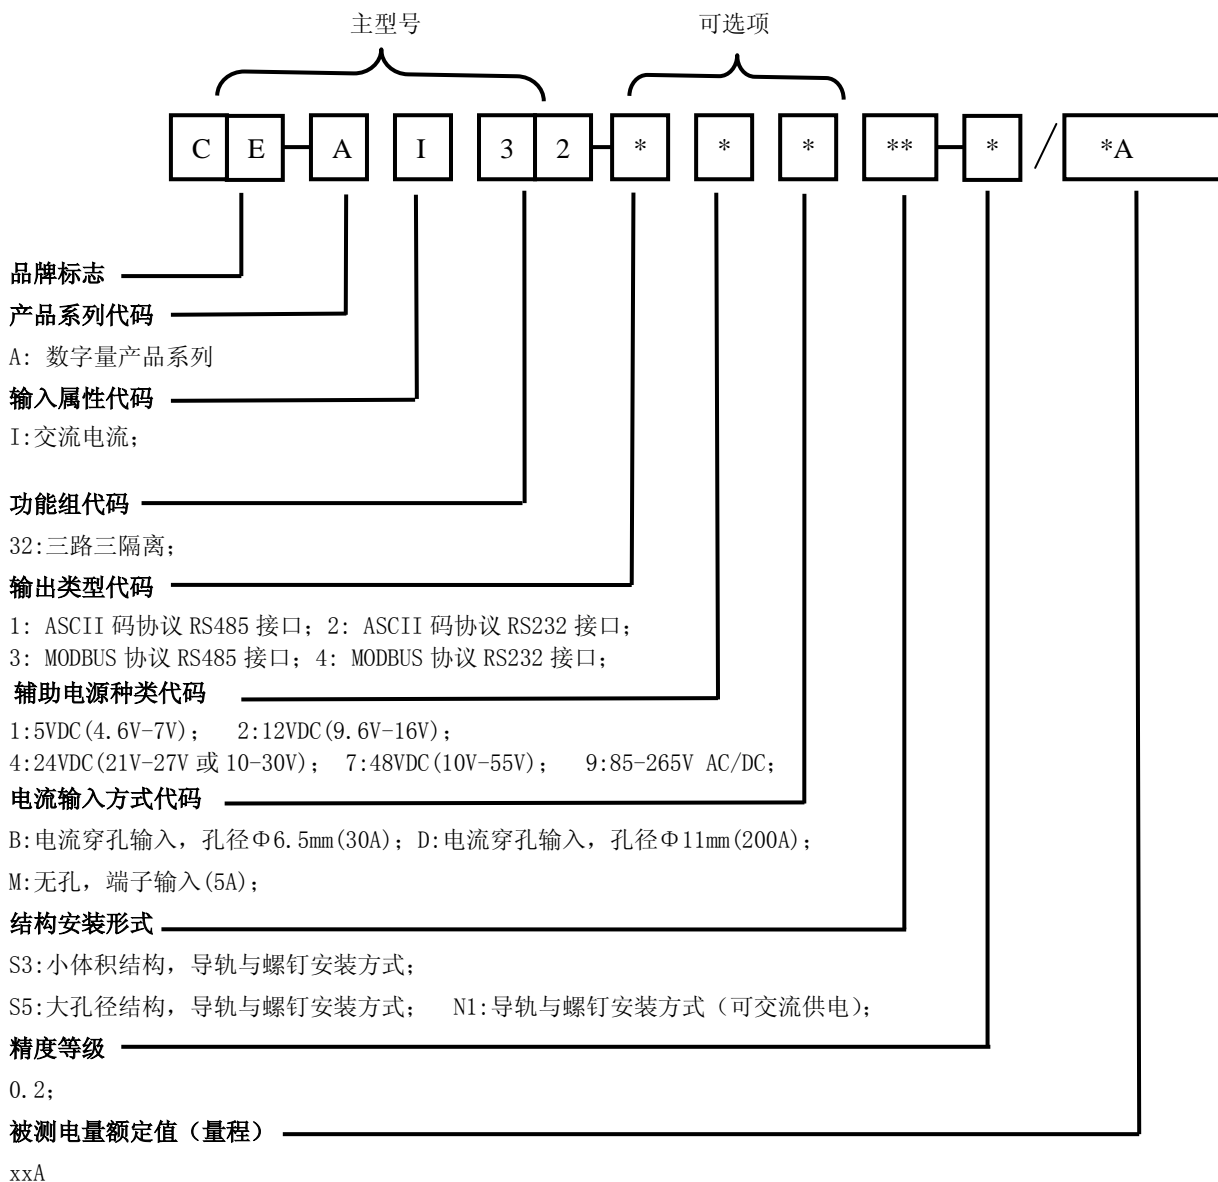 主型号 可选项
C E A I 3 2 * * * ** * / *A
品牌标志
产品系列代码
A: 数字量产品系列
输入属性代码
I:交流电流;
功能组代码
32:三路三隔离;
输出类型代码
1: ASCII 码协议 RS485 接口; 2: ASCII 码协议 RS232 接口;
3: MODBUS 协议 RS485 接口; 4: MODBUS 协议 RS232 接口;
辅助电源种类代码
1:5VDC(4.6V-7V); 2:12VDC(9.6V-16V);
4:24VDC(21V-27V 或 10-30V); 7:48VDC(10V-55V); 9:85-265V AC/DC;
电流输入方式代码
B:电流穿孔输入，孔径Φ6.5mm(30A); D:电流穿孔输入，孔径Φ11mm(200A);
M:无孔，端子输入(5A);
结构安装形式
S3:小体积结构，导轨与螺钉安装方式;
S5:大孔径结构，导轨与螺钉安装方式; N1:导轨与螺钉安装方式（可交流供电);
精度等级
0.2;
被测电量额定值（量程）
xxA